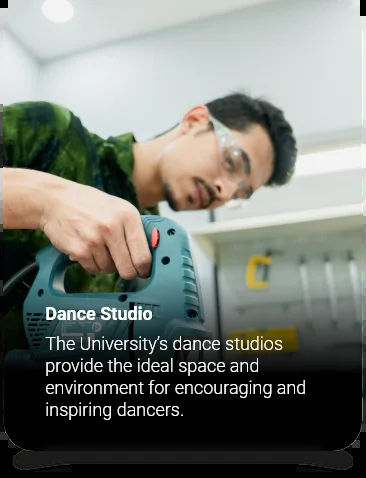 Dance Studio
The University's dance studios
provide the ideal space and
environment for encouraging and
inspiring dancers.